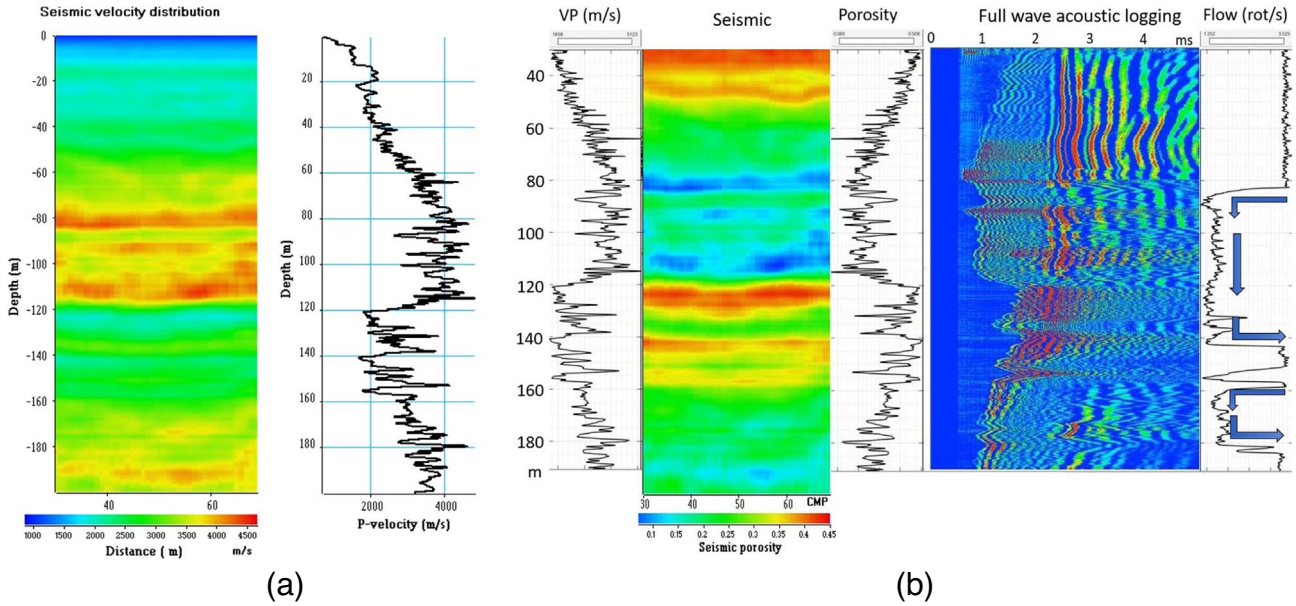 Seismic velocity distribution
0
-20
-40
-60
-80
-100
-120
-140
-160
-180
Depth (m)
40
60
1000 1500 2000 2500 3000 3500 4000 4500
Distance ( m)
m/s
20
40
60
80
100
120
140
160
180
Depth (m)
2000
4000
P-velocity (m/s)
(a)
VP (m/s)
Seismic
Porosity
Full wave acoustic logging
Flow (rot/s)
0 1 2 3 4 ms
40
60
80
100
120
140
160
180
m
30 40 50 60 CMP
0.1 0.15 0.2 0.25 0.3 0.35 0.4 0.45
Seismic porosity
(b)